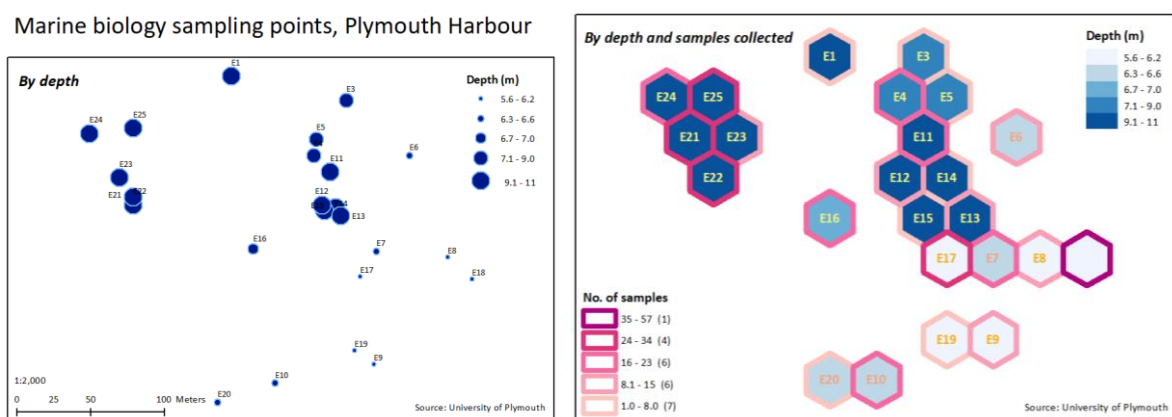 Marine biology sampling points, Plymouth Harbour
By depth
Depth (m)
5.6 - 6.2
6.3 - 6.6
6.7 - 7.0
7.1 - 9.0
9.1 - 11
E1
E3
E25
E24
E5
E6
E11
E23
E22
E21
E12
E13
E16
E7
E8
E17
E18
E19
E9
E10
E20
1:2,000
0 50 100 150 100 Meters
Source: University of Plymouth
By depth and samples collected
Depth (m)
5.6 - 6.2
6.3 - 6.6
6.7 - 7.0
7.1 - 9.0
9.1 - 11
E1
E3
E24 E25
E4 E5
E21 E23
E11
E6
E22
E12 E14
E16
E15 E13
E17 E7 E8
E19 E9
E20 E10
No. of samples
35 - 57 (1)
24 - 34 (4)
16 - 23 (6)
8.1 - 15 (6)
1.0 - 8.0 (7)
Source: University of Plymouth